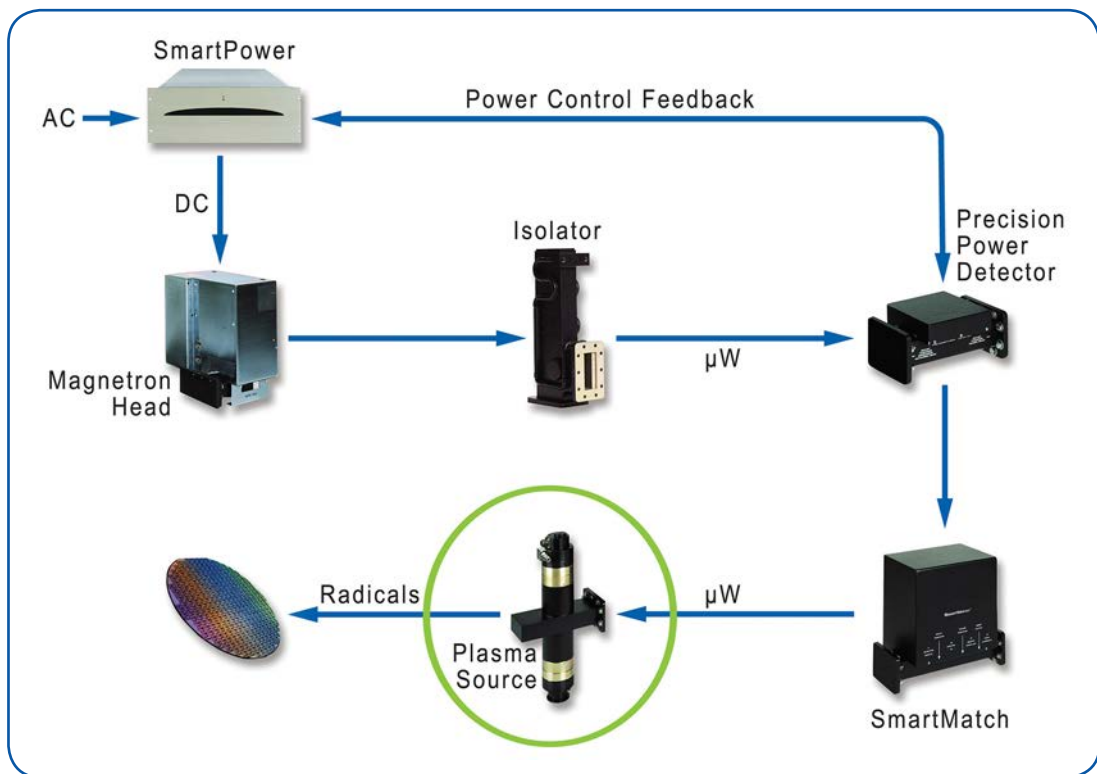 SmartPower
AC
Power Control Feedback
DC
Isolator
Precision
Power
Detector
µW
Magnetron
Head
Radicals
µW
Plasma
Source
SmartMatch